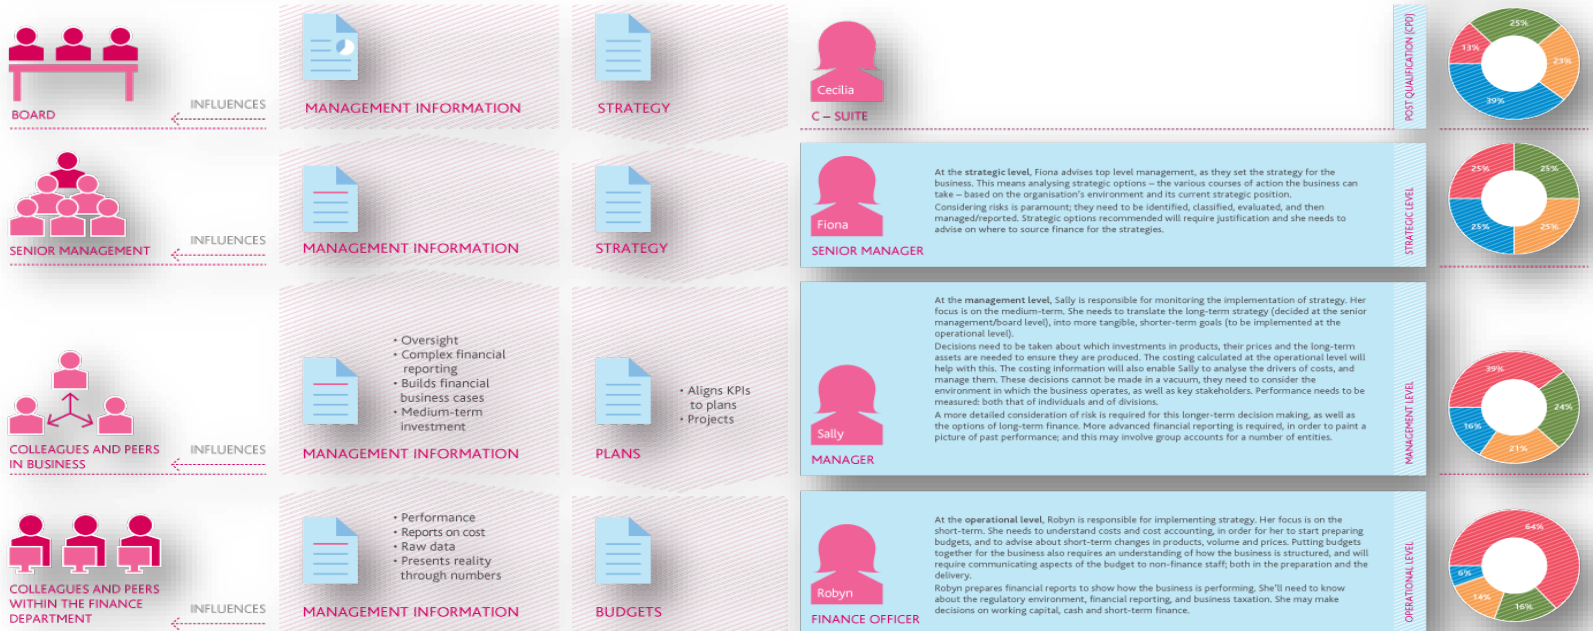 BOARD
INFLUENCES
MANAGEMENT INFORMATION
STRATEGY
Cecilia
C – SUITE
POST QUALIFICATION (CPD)
25%
13%
23%
39%
SENIOR MANAGEMENT
INFLUENCES
MANAGEMENT INFORMATION
STRATEGY
Fiona
SENIOR MANAGER
At the strategic level, Fiona advises top level management, as they set the strategy for the
business. This means analysing strategic options – the various courses of action the business can
take – based on the organisation's environment and its current strategic position.
Considering risks is paramount; they need to be identified, classified, evaluated, and then
managed/reported. Strategic options recommended will require justification and she needs to
advise on where to source finance for the strategies.
STRATEGIC LEVEL
25%
25%
25%
25%
COLLEAGUES AND PEERS
IN BUSINESS
INFLUENCES
• Oversight
• Complex financial
reporting
• Builds financial
business cases
• Medium-term
investment
MANAGEMENT INFORMATION
• Aligns KPIs
to plans
• Projects
PLANS
Sally
MANAGER
At the management level, Sally is responsible for monitoring the implementation of strategy. Her
focus is on the medium-term. She needs to translate the long-term strategy (decided at the senior
management/board level), into more tangible, shorter-term goals (to be implemented at the
operational level).
Decisions need to be taken about which investments in products, their prices and the long-term
assets are needed to ensure they are produced. The costing calculated at the operational level will
help with this. The costing information will also enable Sally to analyse the drivers of costs, and
manage them. These decisions cannot be made in a vacuum, they need to consider the
environment in which the business operates, as well as key stakeholders. Performance needs to be
measured: both that of individuals and of divisions.
A more detailed consideration of risk is required for this longer-term decision making, as well as
the options of long-term finance. More advanced financial reporting is required, in order to paint a
picture of past performance; and this may involve group accounts for a number of entities.
MANAGEMENT LEVEL
39%
24%
16%
21%
COLLEAGUES AND PEERS
WITHIN THE FINANCE
DEPARTMENT
INFLUENCES
• Performance
• Reports on cost
• Raw data
• Presents reality
through numbers
MANAGEMENT INFORMATION
BUDGETS
Robyn
FINANCE OFFICER
At the operational level, Robyn is responsible for implementing strategy. Her focus is on the
short-term. She needs to understand costs and cost accounting, in order for her to start preparing
budgets, and to advise about short-term changes in products, volume and prices. Putting budgets
together for the business also requires an understanding of how the business is structured, and will
require communicating aspects of the budget to non-finance staff; both in the preparation and the
delivery.
Robyn prepares financial reports to show how the business is performing. She'll need to know
about the regulatory environment, financial reporting, and business taxation. She may make
decisions on working capital, cash and short-term finance.
OPERATIONAL LEVEL
64%
6%
14%
16%